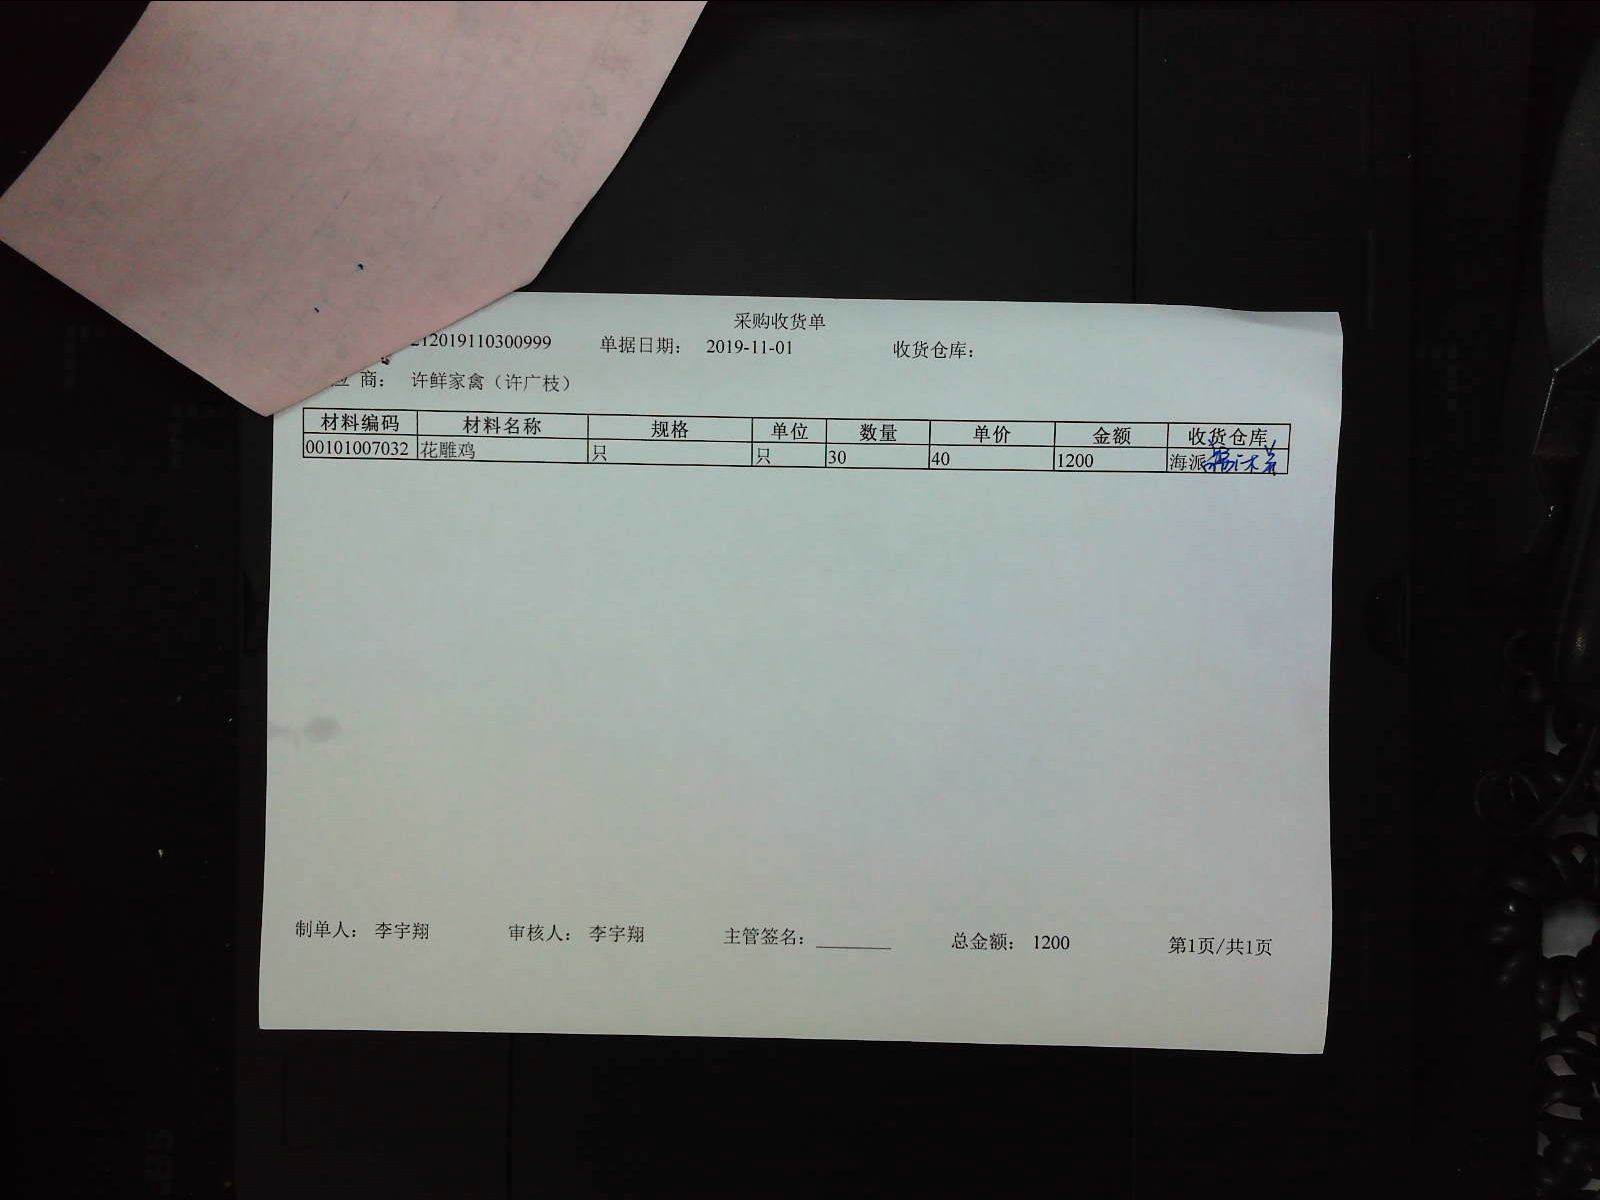 采购收货单
212019110300999 单据日期： 2019-11-01 收货仓库：
应 商： 许鲜家禽（许广枝）
材料编码 材料名称 规格 单位 数量 单价 金额 收货仓库
00101007032 花雕鸡 只 只 30 40 1200 海派
制单人： 李宇翔 审核人： 李宇翔 主管签名： 总金额： 1200 第1页/共1页